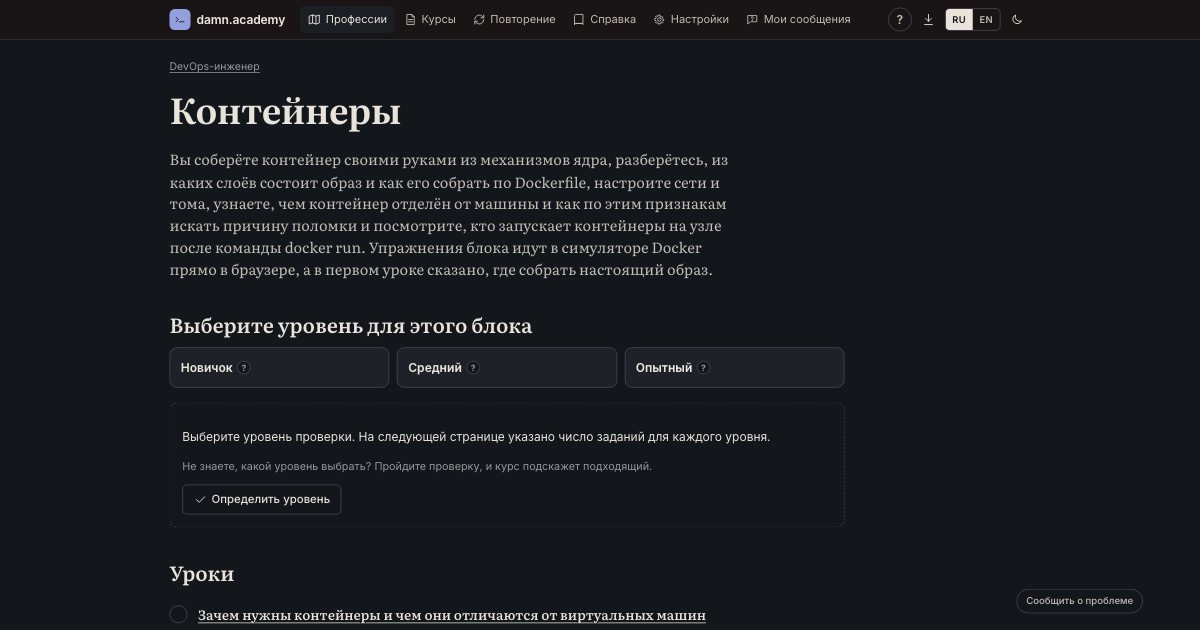 damn.academy Профессии Курсы Повторение Справка Настройки Мои сообщения ? RU EN
DevOps-инженер
Контейнеры
Вы соберёте контейнер своими руками из механизмов ядра, разберётесь, из
каких слоёв состоит образ и как его собрать по Dockerfile, настроите сети и
тома, узнаете, чем контейнер отделён от машины и как по этим признакам
искать причину поломки и посмотрите, кто запускает контейнеры на узле
после команды docker run. Упражнения блока идут в симуляторе Docker
прямо в браузере, а в первом уроке сказано, где собрать настоящий образ.
Выберите уровень для этого блока
Новичок ? Средний ? Опытный ?
Выберите уровень проверки. На следующей странице указано число заданий для каждого уровня.
Не знаете, какой уровень выбрать? Пройдите проверку, и курс подскажет подходящий.
Определить уровень
Уроки
Зачем нужны контейнеры и чем они отличаются от виртуальных машин
Сообщить о проблеме